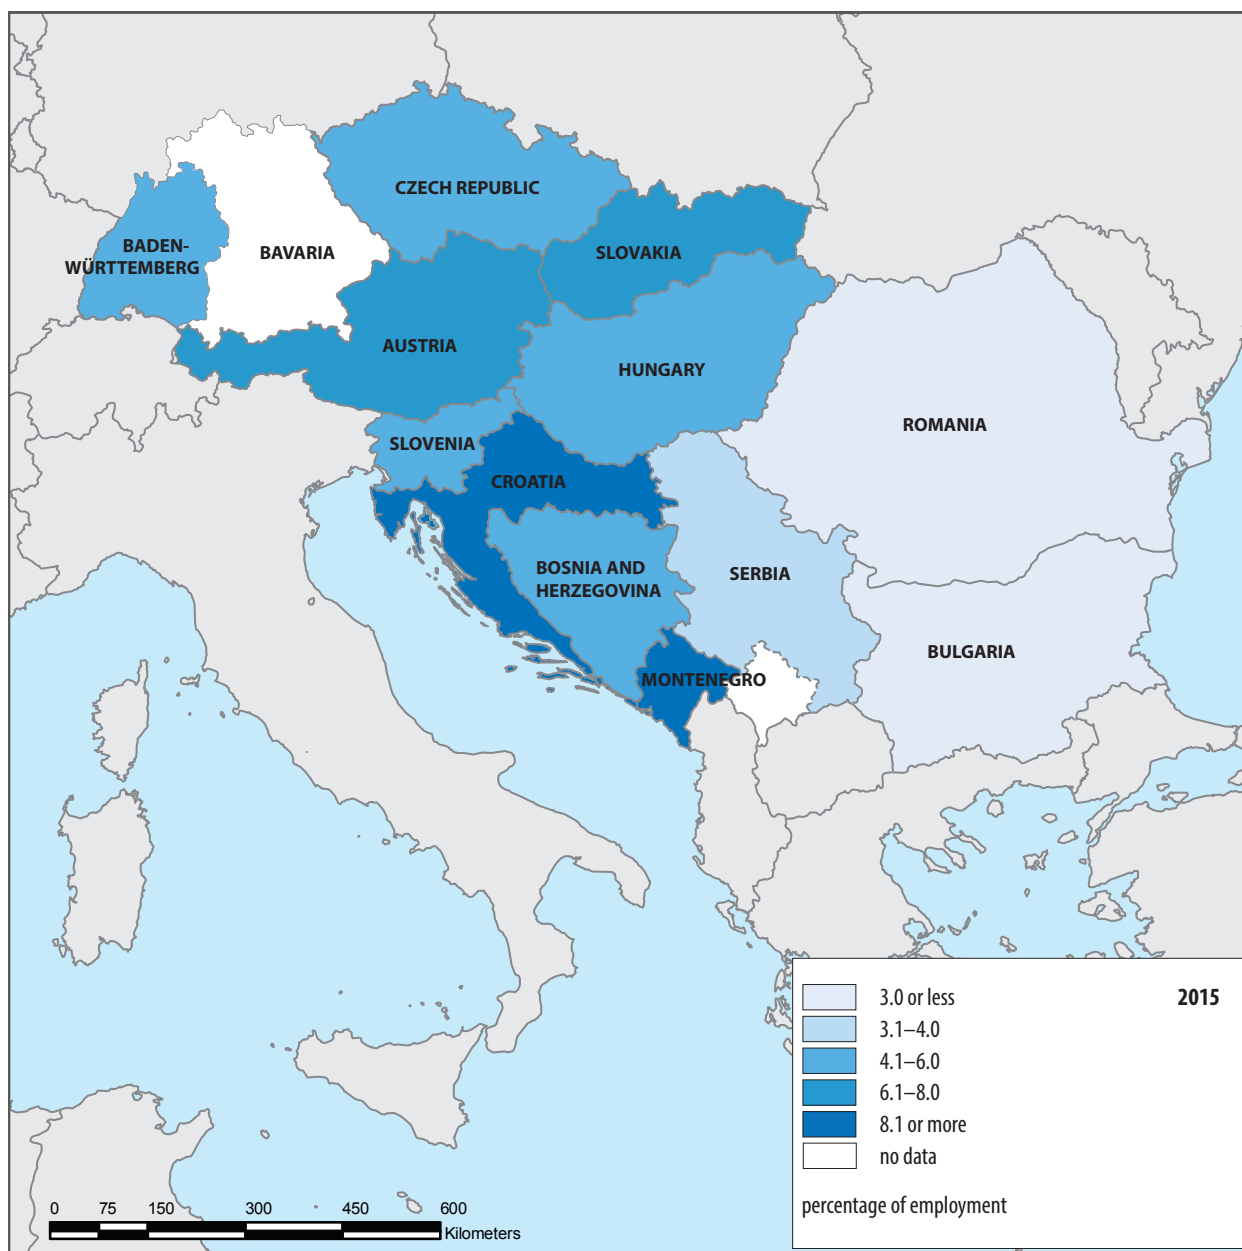 CZECH REPUBLIC
BADEN-
WÜRTTEMBERG
BAVARIA
SLOVAKIA
AUSTRIA
HUNGARY
ROMANIA
SLOVENIA
CROATIA
BOSNIA AND
HERZEGOVINA
SERBIA
BULGARIA
MONTENEGRO
3.0 or less
2015
3.1–4.0
4.1–6.0
6.1–8.0
8.1 or more
no data
percentage of employment
0 75 150 300 450 600
Kilometers